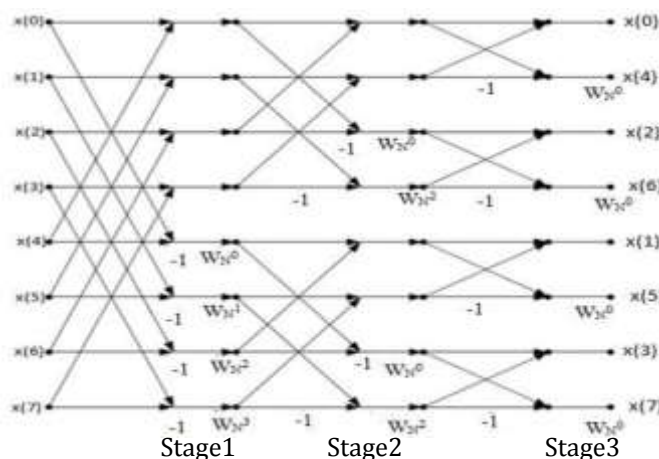 x(0) x(0)
x(1) x(4)
-1 W_N^0
x(2) x(2)
-1 W_N^0
x(3) x(6)
-1 W_N^2 -1 W_N^0
x(4) x(1)
-1 W_N^0
x(5) x(5
-1 W_N^1 -1 W_N^0
x(6) x(3)
-1 W_N^2 -1 W_N^0
x(7) x(7)
-1 W_N^3 -1 W_N^2 -1 W_N^0
Stage1 Stage2 Stage3